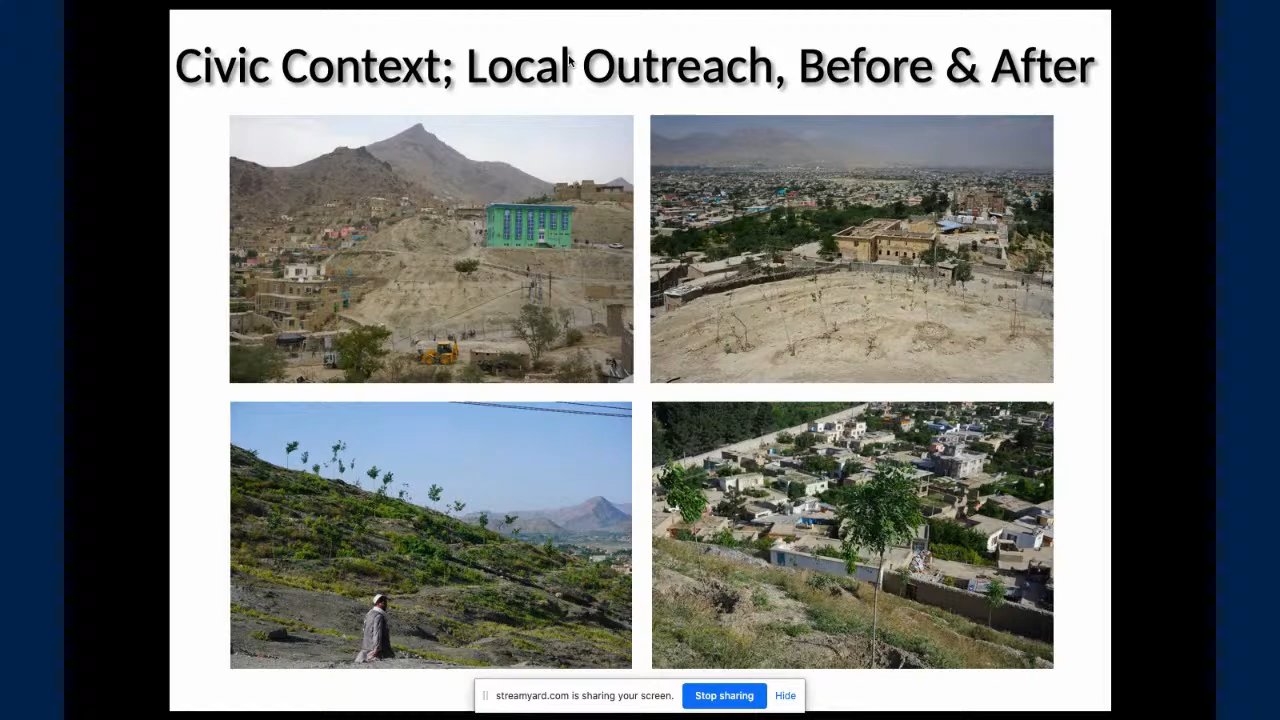 Civic Context; Local Outreach, Before & After
streamyard.com is sharing your screen.
Stop sharing
Hide